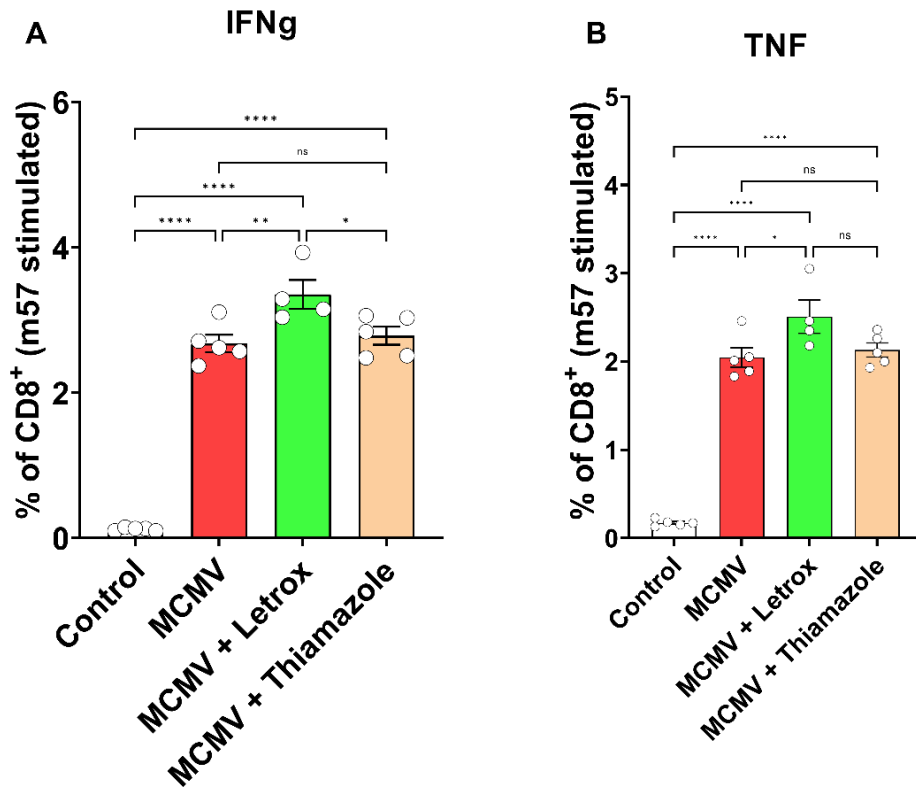 A
IFNg
% of CD8+ (m57 stimulated)
6
4
2
0
****
ns
****
****
**
*
Control
MCMV
MCMV + Letrox
MCMV + Thiamazole
B
TNF
% of CD8+ (m57 stimulated)
5
4
3
2
1
0
****
ns
****
****
*
ns
Control
MCMV
MCMV + Letrox
MCMV + Thiamazole